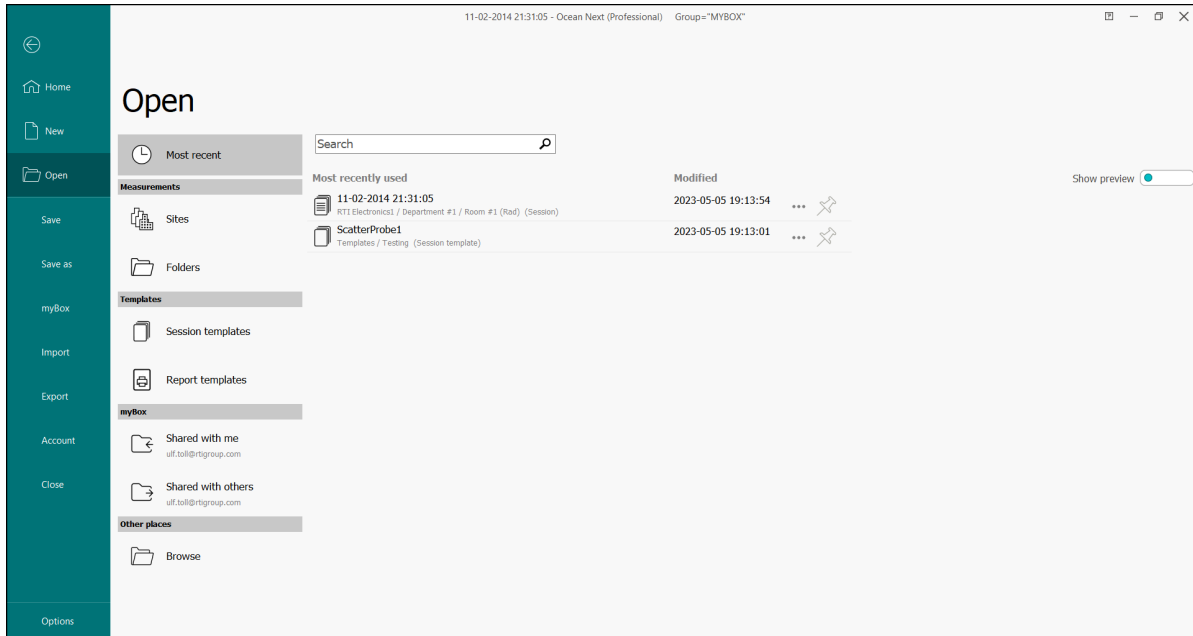 11-02-2014 21:31:05 - Ocean Next (Professional) Group="MYBOX"
Home
New
Open
Save
Save as
myBox
Import
Export
Account
Close
Options
Open
Most recent
Measurements
Sites
Folders
Templates
Session templates
Report templates
myBox
Shared with me
ulf.toll@rtigroup.com
Shared with others
ulf.toll@rtigroup.com
Other places
Browse
Search
Most recently used Modified
11-02-2014 21:31:05 2023-05-05 19:13:54 ...
RTI Electronics1 / Department #1 / Room #1 (Rad) (Session)
ScatterProbe1 2023-05-05 19:13:01 ...
Templates / Testing (Session template)
Show preview